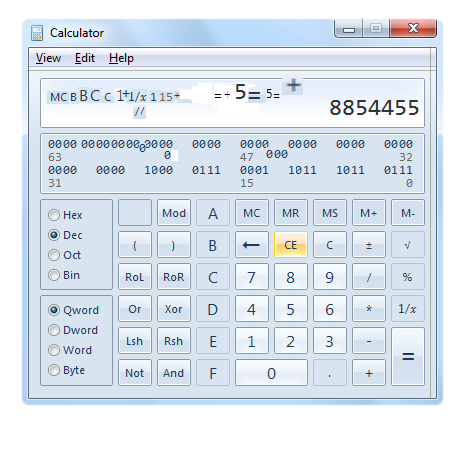 Calculator
View Edit Help
MC B B C C 1+1/x 1 15+ =+ 5= 5= +
//
8854455
0000 00000000 0 0000 0000 0000 0000 0000
63 0 47 000 32
0000 0000 1000 0111 0001 1011 1011 0111
31 15 0
Hex Mod A MC MR MS M+ M-
Dec ( ) B ← CE C ± √
Oct
Bin RoL RoR C 7 8 9 / %
Qword Or Xor D 4 5 6 * 1/x
Dword
Word Lsh Rsh E 1 2 3 - =
Byte Not And F 0 . +